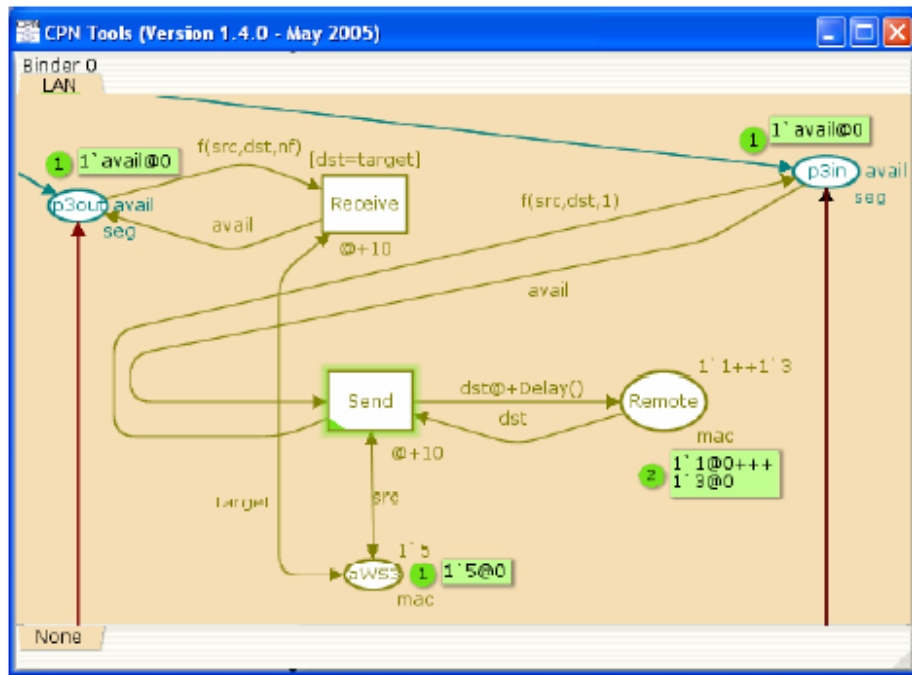 CPN Tools (Version 1.4.0 - May 2005)
Binder 0
LAN
f(src,dst,nf)
[dst=target]
1 1`avail@0
1 1`avail@0
p3out avail
seg
Receive
avail
@+10
p3in avail
seg
f(src,dst,1)
avail
1`1++1`3
Send
dst@+Delay()
Remote
dst
mac
@+10
2 1`1@0+++
1`3@0
target
src
1`5
aWS3 1 1`5@0
mac
None